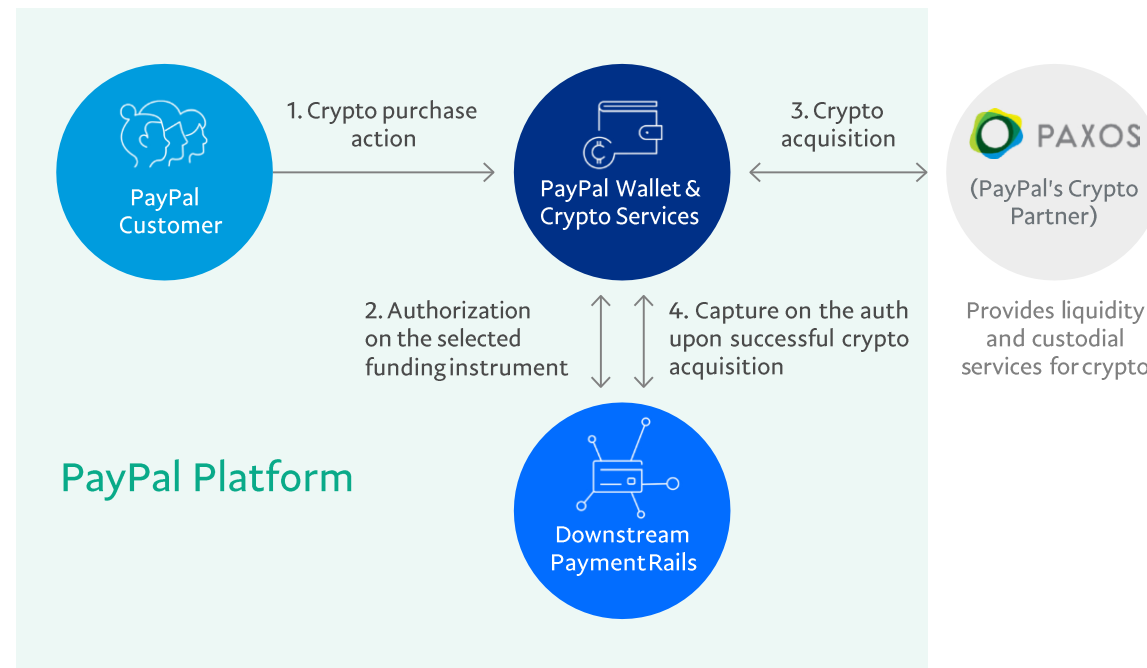 1. Crypto purchase
action
3. Crypto
acquisition
PAXOS
(PayPal's Crypto
Partner)
PayPal
Customer
PayPal Wallet &
Crypto Services
2. Authorization
on the selected
funding instrument
4. Capture on the auth
upon successful crypto
acquisition
Provides liquidity
and custodial
services for crypto
PayPal Platform
Downstream
Payment Rails